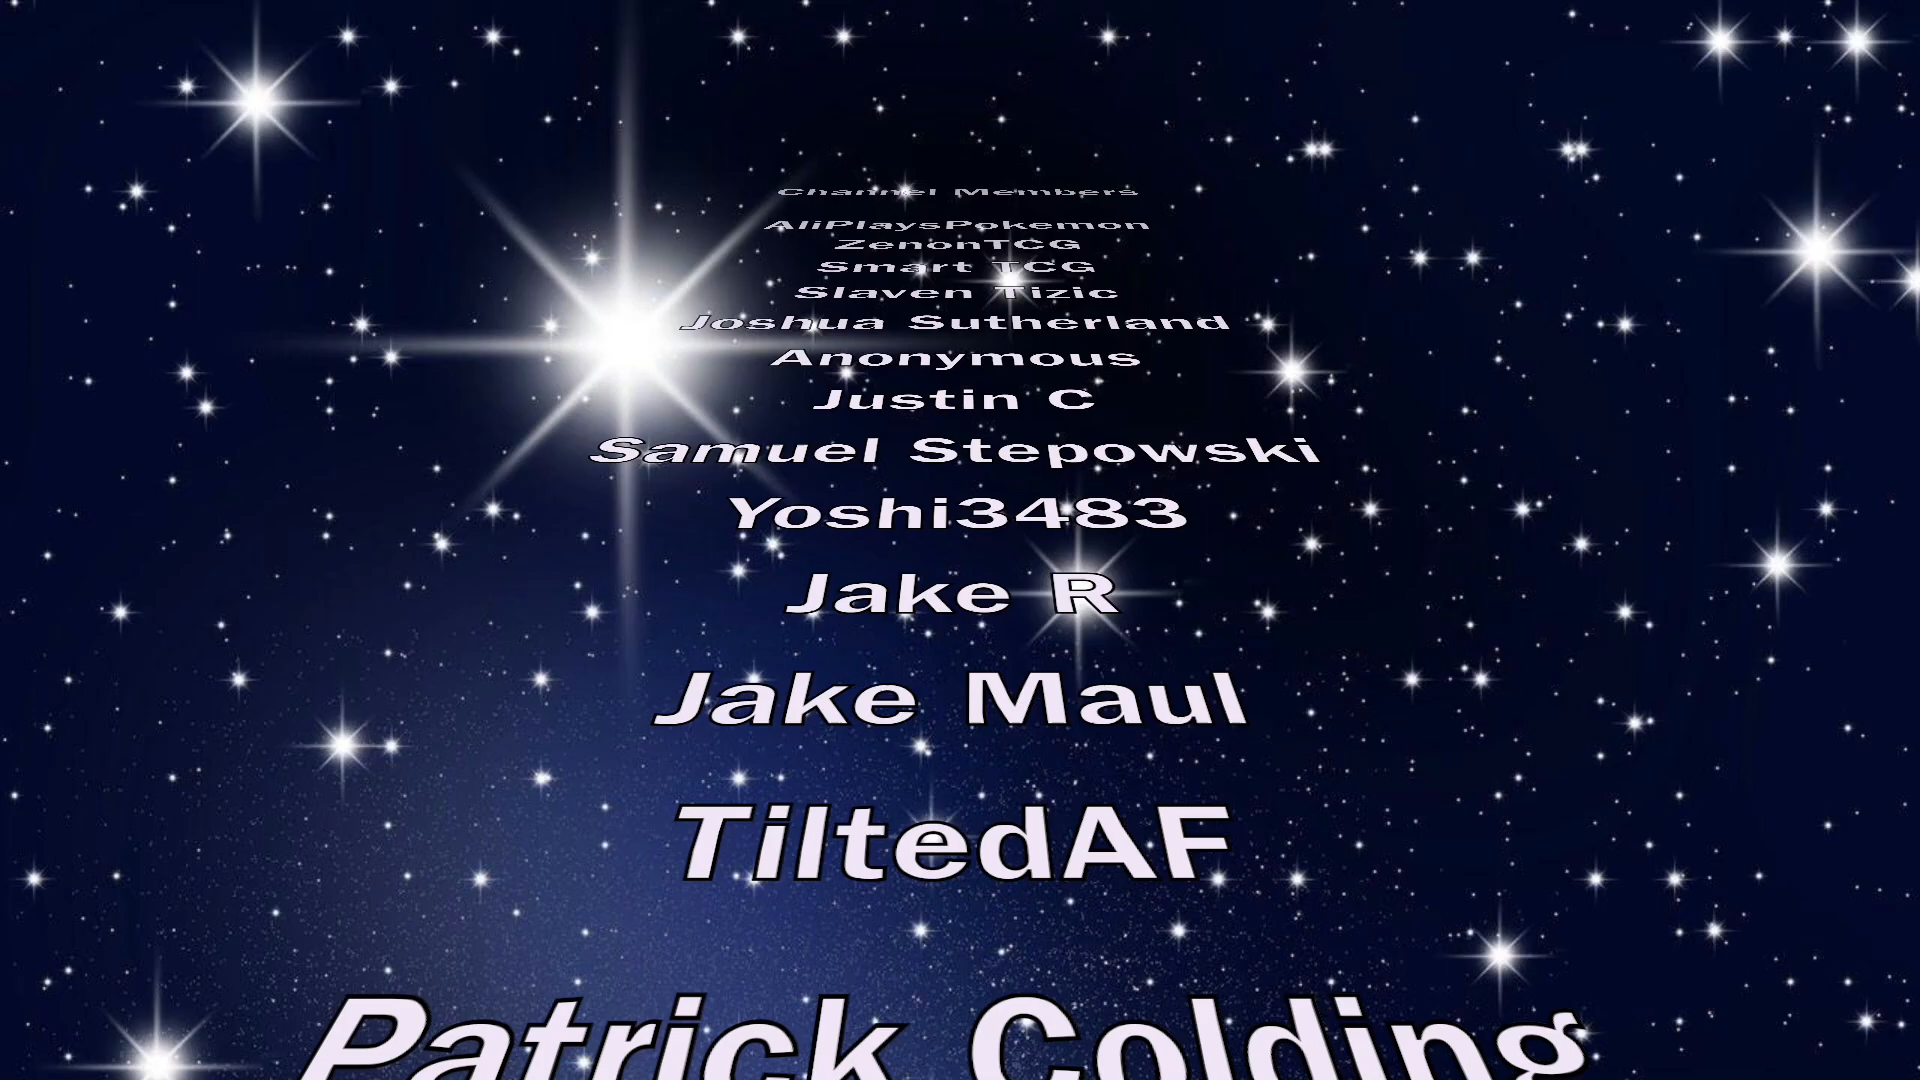 Channel Members
AliPlaysPokemon
ZenonTCG
Smart TCG
Slaven Tizic
Joshua Sutherland
Anonymous
Justin C
Samuel Stepowski
Yoshi3483
Jake R
Jake Maul
TiltedAF
Patrick Colding